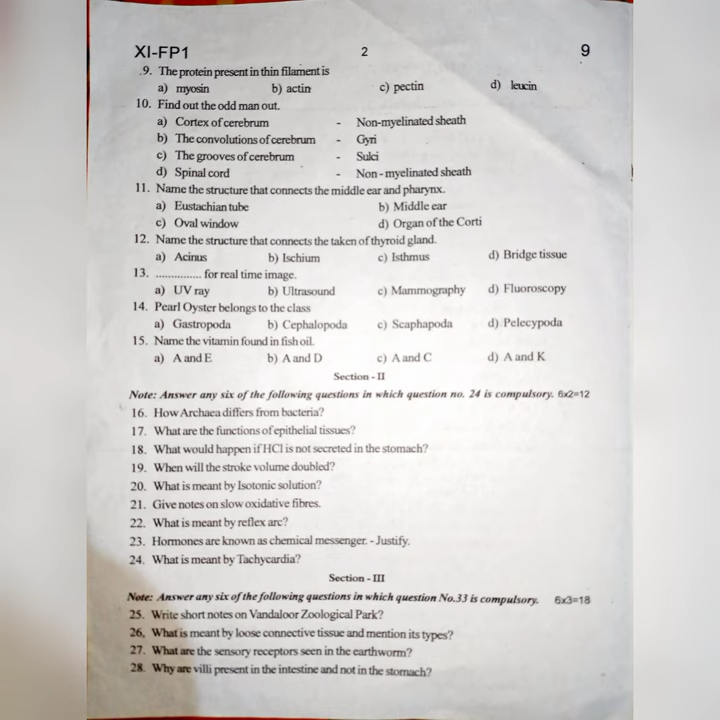 XI-FP1 2 9
9. The protein present in thin filament is
a) myosin b) actin c) pectin d) leucin
10. Find out the odd man out.
a) Cortex of cerebrum - Non-myelinated sheath
b) The convolutions of cerebrum - Gyri
c) The grooves of cerebrum - Sulci
d) Spinal cord - Non-myelinated sheath
11. Name the structure that connects the middle ear and pharynx.
a) Eustachian tube b) Middle ear
c) Oval window d) Organ of the Corti
12. Name the structure that connects the taken of thyroid gland.
a) Acinus b) Ischium c) Isthmus d) Bridge tissue
13. ............... for real time image.
a) UV ray b) Ultrasound c) Mammography d) Fluoroscopy
14. Pearl Oyster belongs to the class
a) Gastropoda b) Cephalopoda c) Scaphapoda d) Pelecypoda
15. Name the vitamin found in fish oil.
a) A and E b) A and D c) A and C d) A and K
Section - II
Note: Answer any six of the following questions in which question no. 24 is compulsory. 6x2=12
16. How Archaea differs from bacteria?
17. What are the functions of epithelial tissues?
18. What would happen if HCl is not secreted in the stomach?
19. When will the stroke volume doubled?
20. What is meant by Isotonic solution?
21. Give notes on slow oxidative fibres.
22. What is meant by reflex arc?
23. Hormones are known as chemical messenger. - Justify.
24. What is meant by Tachycardia?
Section - III
Note: Answer any six of the following questions in which question No.33 is compulsory. 6x3=18
25. Write short notes on Vandaloor Zoological Park?
26, What is meant by loose connective tissue and mention its types?
27. What are the sensory receptors seen in the earthworm?
28. Why are villi present in the intestine and not in the stomach?